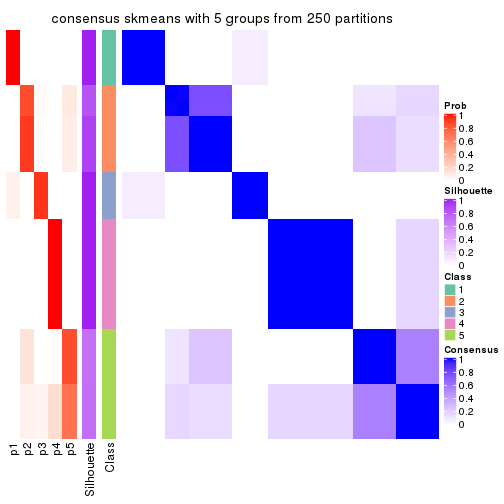 consensus skmeans with 5 groups from 250 partitions
Prob
1
0.8
0.6
0.4
0.2
0
Silhouette
1
0.8
0.6
0.4
0.2
0
Class
1
2
3
4
5
Consensus
1
0.8
0.6
0.4
0.2
0
p1
p2
p3
p4
p5
Silhouette
Class